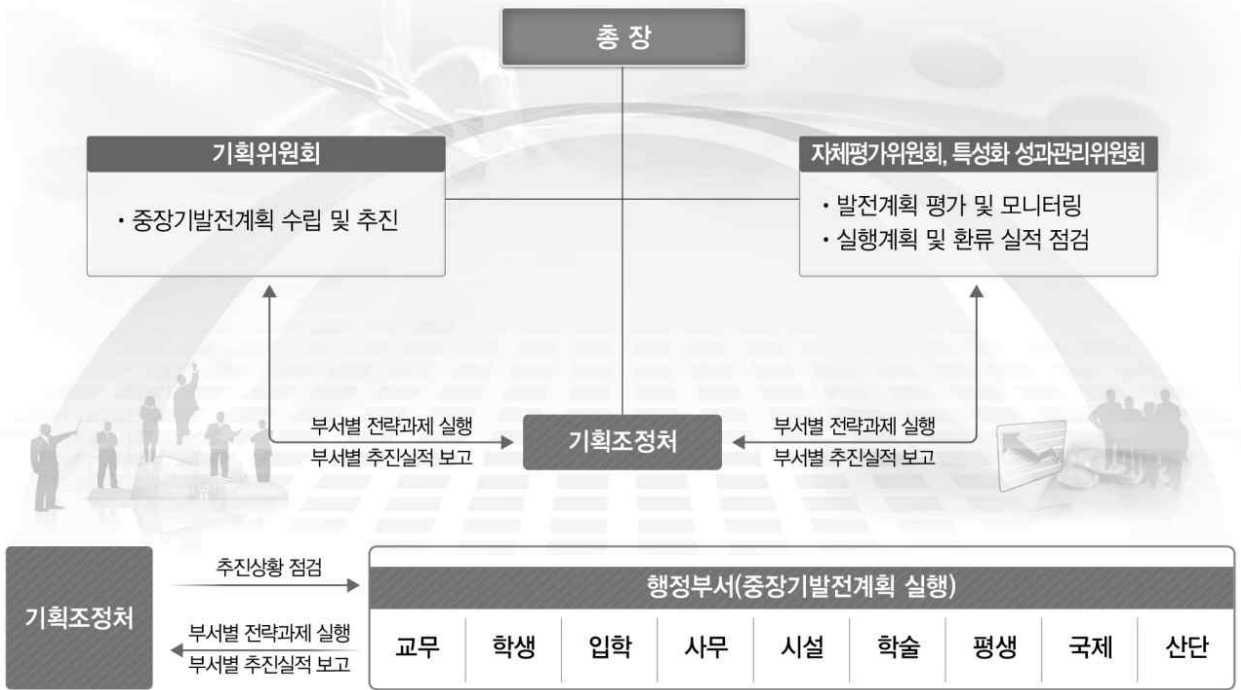 총 장
기획위원회
· 중장기발전계획 수립 및 추진
자체평가위원회, 특성화 성과관리위원회
· 발전계획 평가 및 모니터링
· 실행계획 및 환류 실적 점검
부서별 전략과제 실행
부서별 추진실적 보고
기획조정처
부서별 전략과제 실행
부서별 추진실적 보고
기획조정처
추진상황 점검
부서별 전략과제 실행
부서별 추진실적 보고
행정부서(중장기발전계획 실행)
교무 학생 입학 사무 시설 학술 평생 국제 산단